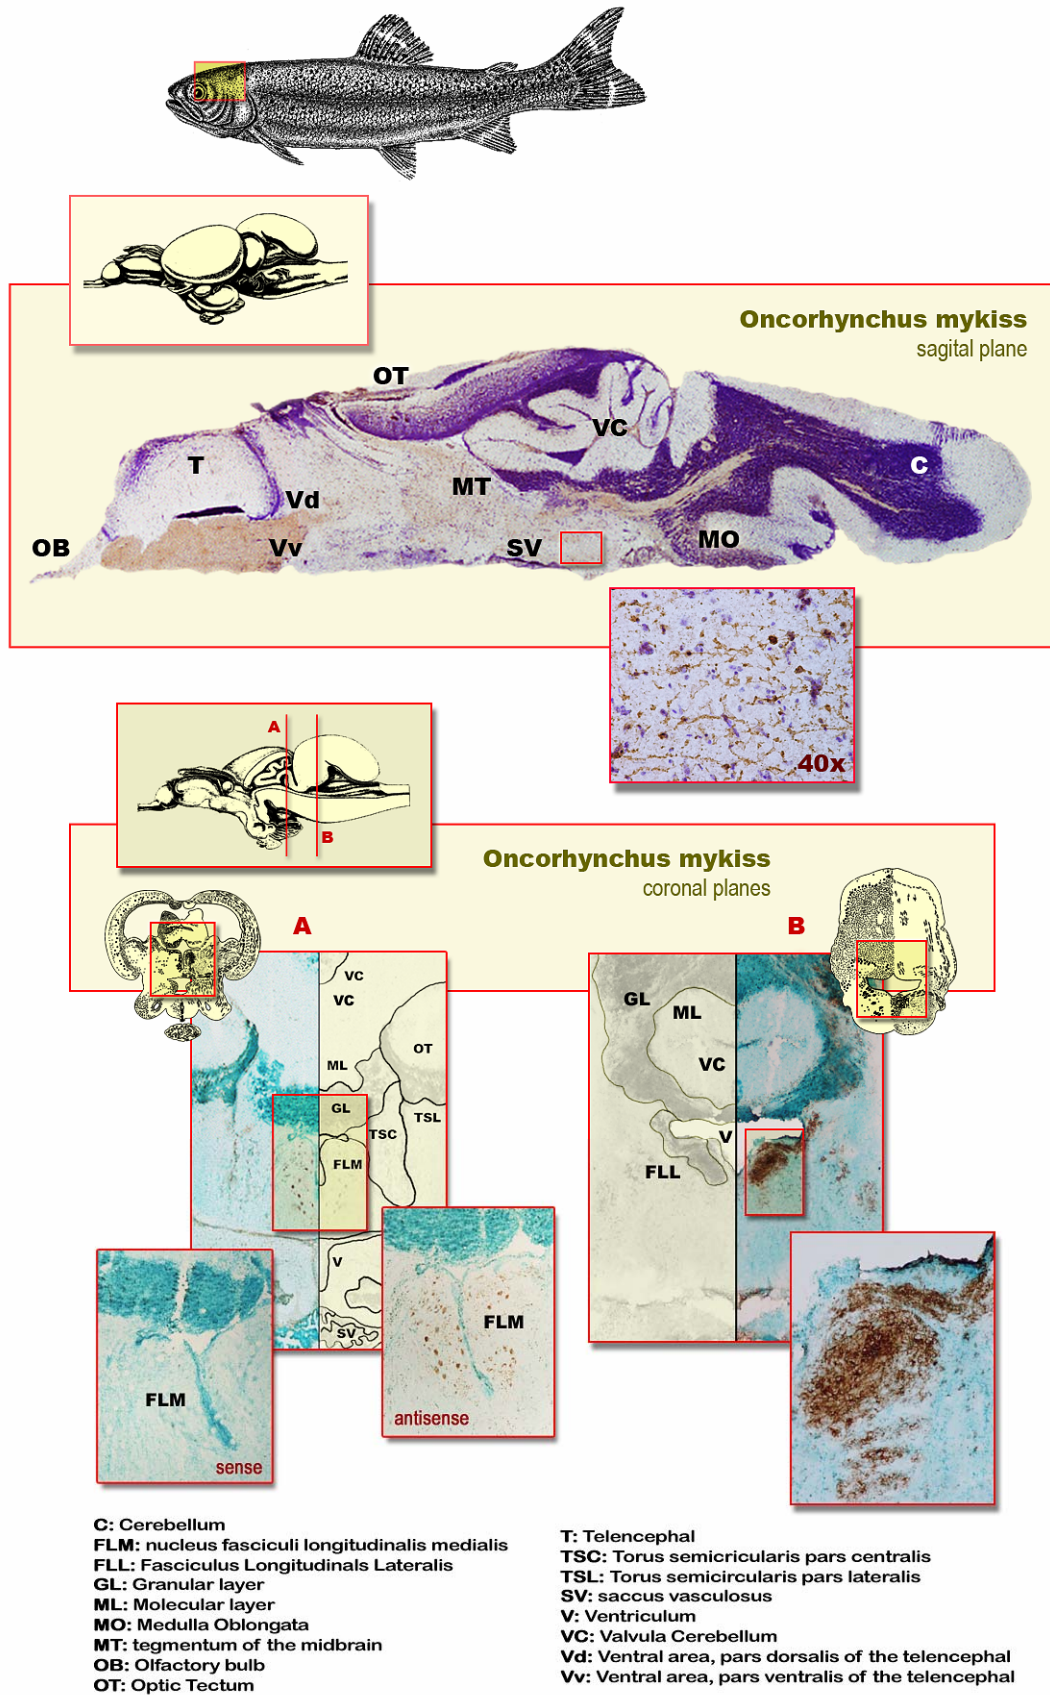 Oncorhynchus mykiss
sagital plane
OT
VC
T
C
MT
Vd
OB
Vv
SV
MO
40x
A
B
Oncorhynchus mykiss
coronal planes
A
B
VC
VC
OT
ML
GL
TSL
TSC
FLM
V
SV
GL
ML
VC
V
FLL
FLM
sense
FLM
antisense
C: Cerebellum
FLM: nucleus fasciculi longitudinalis medialis
FLL: Fasciculus Longitudinals Lateralis
GL: Granular layer
ML: Molecular layer
MO: Medulla Oblongata
MT: tegmentum of the midbrain
OB: Olfactory bulb
OT: Optic Tectum
T: Telencephal
TSC: Torus semicricularis pars centralis
TSL: Torus semicircularis pars lateralis
SV: saccus vasculosus
V: Ventriculum
VC: Valvula Cerebellum
Vd: Ventral area, pars dorsalis of the telencephal
Vv: Ventral area, pars ventralis of the telencephal